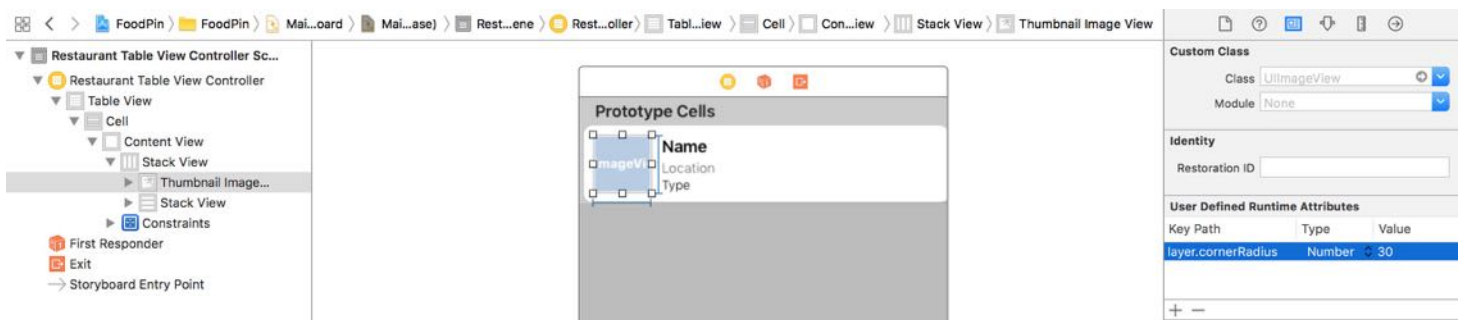 FoodPin FoodPin Mai...oard Mai...ase) Rest...ene Rest...oller Tabl...iew Cell Con...iew Stack View Thumbnail Image View
Restaurant Table View Controller Sc...
Restaurant Table View Controller
Table View
Cell
Content View
Stack View
Thumbnail Image...
Stack View
Constraints
First Responder
Exit
Storyboard Entry Point
Prototype Cells
mageVi
Name
Location
Type
Custom Class
Class UIImageView
Module None
Identity
Restoration ID
User Defined Runtime Attributes
Key Path Type Value
layer.cornerRadius Number 30